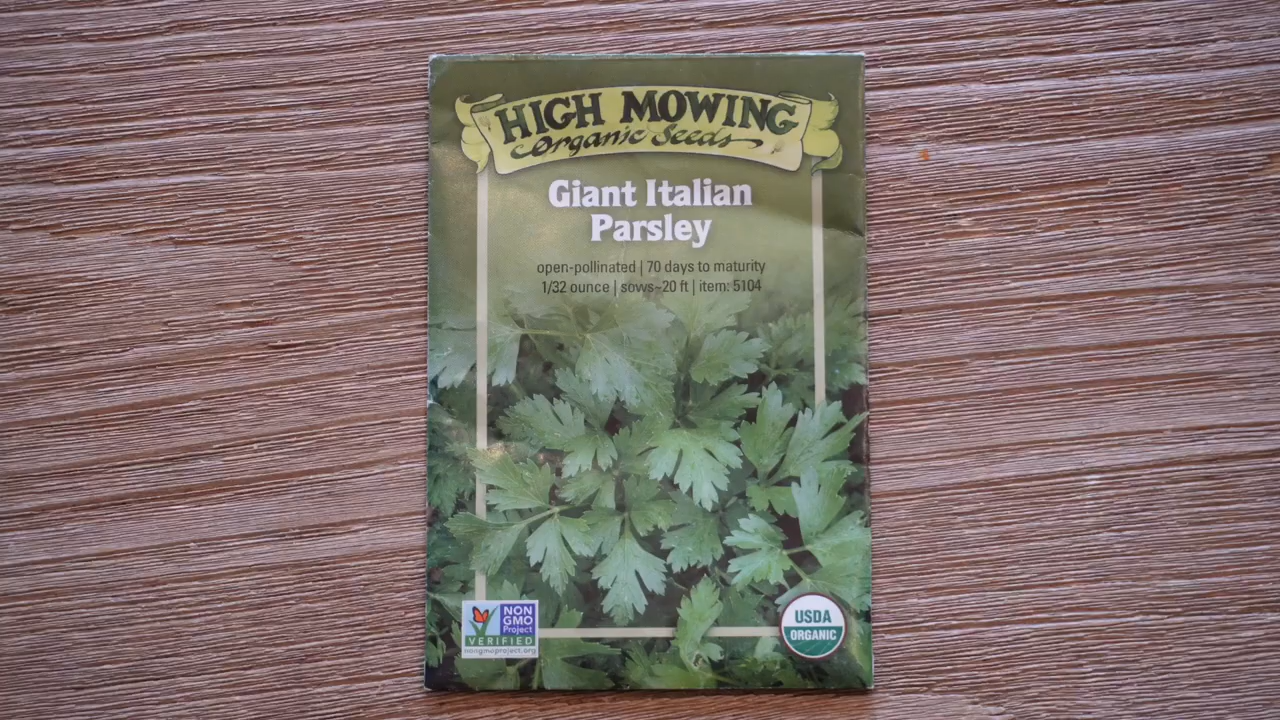 HIGH MOWING
Organic Seeds
Giant Italian
Parsley
open-pollinated | 70 days to maturity
1/32 ounce | sows~20 ft | item: 5104
NON
GMO
Project
VERIFIED
nongmoproject.org
USDA
ORGANIC